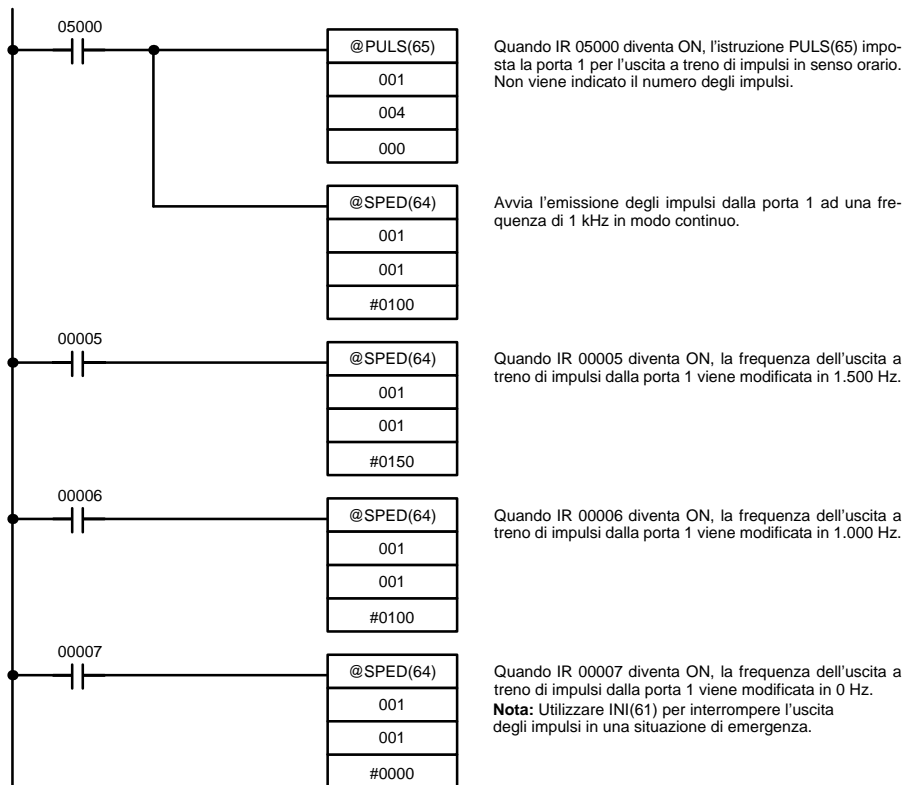 05000
@PULS(65)
001
004
000
Quando IR 05000 diventa ON, l'istruzione PULS(65) impo-
sta la porta 1 per l'uscita a treno di impulsi in senso orario.
Non viene indicato il numero degli impulsi.
@SPED(64)
001
001
#0100
Avvia l'emissione degli impulsi dalla porta 1 ad una fre-
quenza di 1 kHz in modo continuo.
00005
@SPED(64)
001
001
#0150
Quando IR 00005 diventa ON, la frequenza dell'uscita a
treno di impulsi dalla porta 1 viene modificata in 1.500 Hz.
00006
@SPED(64)
001
001
#0100
Quando IR 00006 diventa ON, la frequenza dell'uscita a
treno di impulsi dalla porta 1 viene modificata in 1.000 Hz.
00007
@SPED(64)
001
001
#0000
Quando IR 00007 diventa ON, la frequenza dell'uscita a
treno di impulsi dalla porta 1 viene modificata in 0 Hz.
Nota: Utilizzare INI(61) per interrompere l'uscita
degli impulsi in una situazione di emergenza.